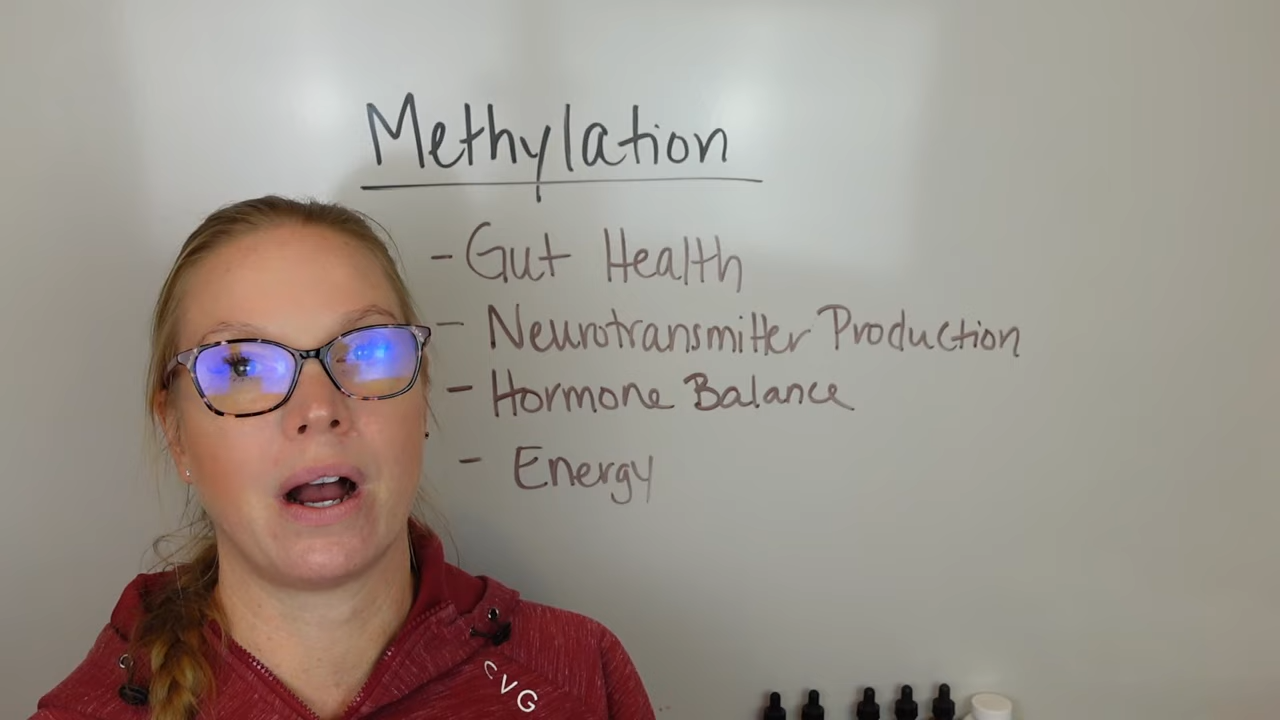 Methylation
- Gut Health
- Neurotransmitter Production
- Hormone Balance
- Energy
CVG